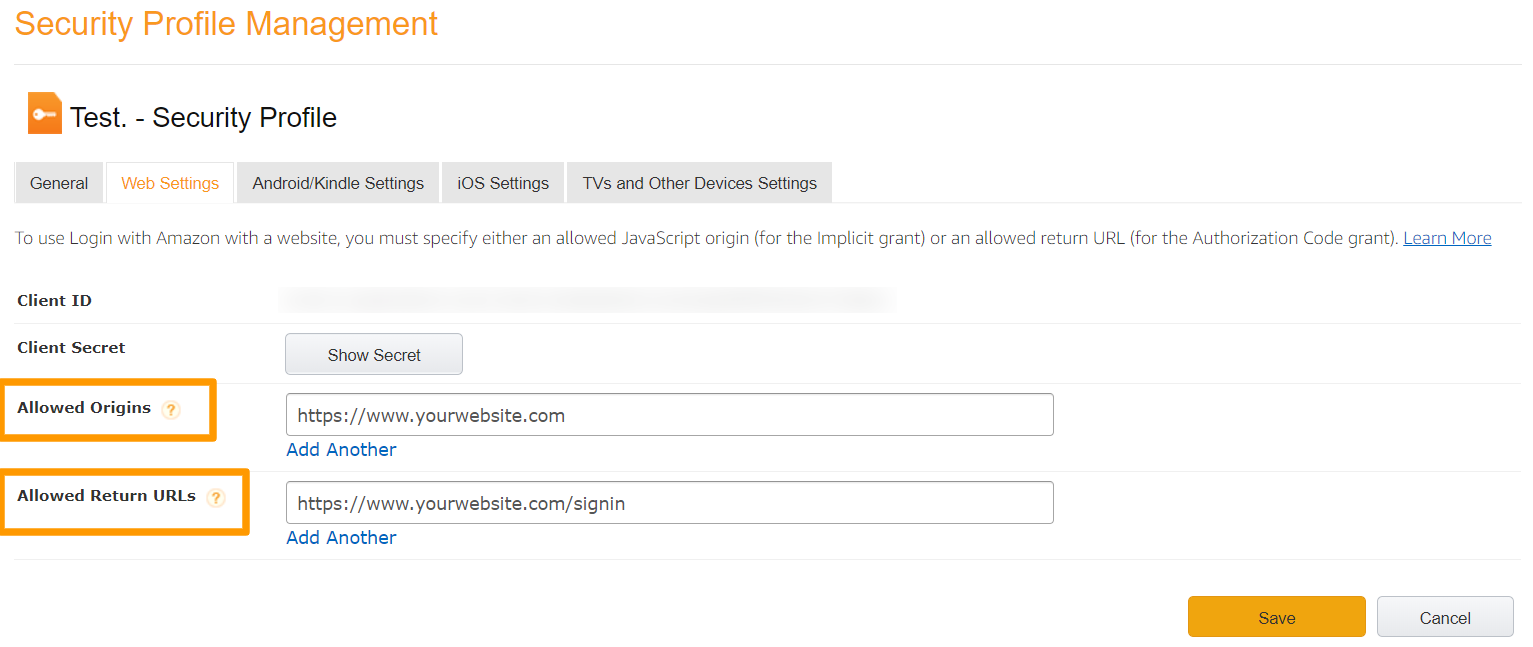 Security Profile Management
Test. - Security Profile
General Web Settings Android/Kindle Settings iOS Settings TVs and Other Devices Settings
To use Login with Amazon with a website, you must specify either an allowed JavaScript origin (for the Implicit grant) or an allowed return URL (for the Authorization Code grant). Learn More
Client ID
Client Secret Show Secret
Allowed Origins ? https://www.yourwebsite.com
Add Another
Allowed Return URLs ? https://www.yourwebsite.com/signin
Add Another
Save Cancel